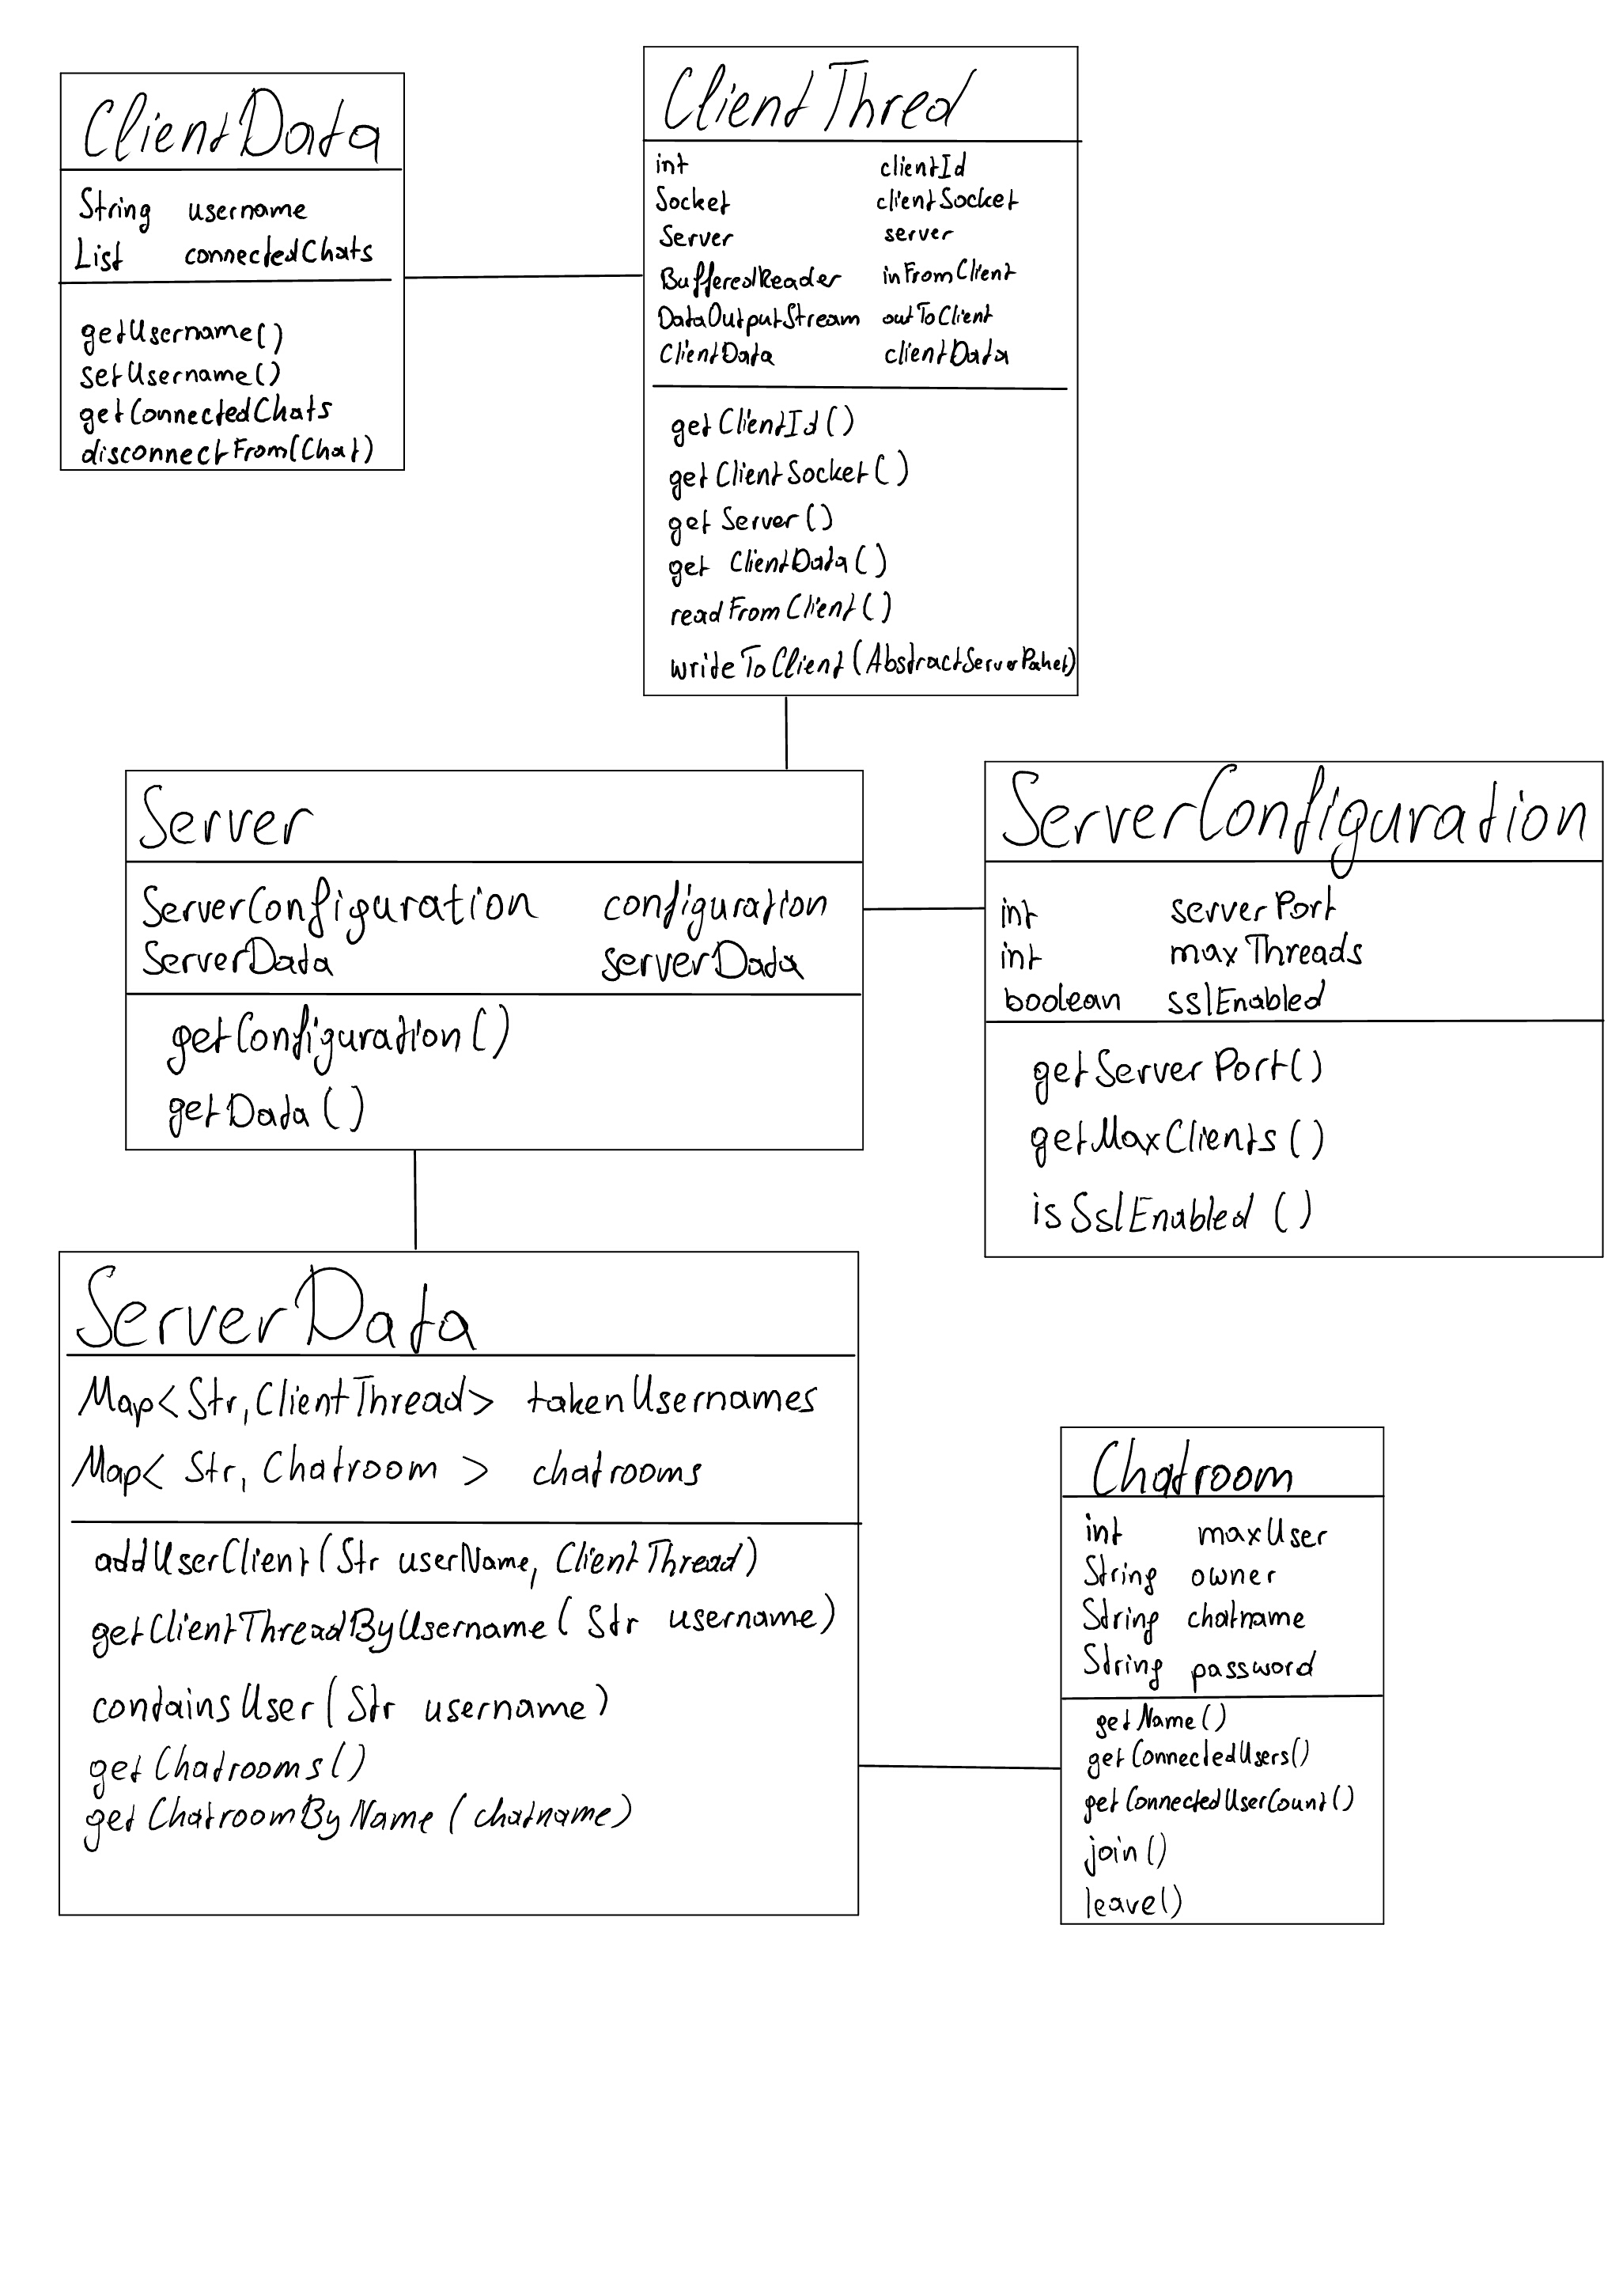 ClientData
String username
List connectedChats
getUsername()
setUsername()
getConnectedChats
disconnectFrom(Chat)
ClientThred
int clientId
Socket clientSocket
Server server
BufferedReader inFromClient
DataOutputStream outToClient
ClientData clientData
getClientId()
getClientSocket()
getServer()
get ClientData()
readFromClient()
writeToClient(AbstractServerPaket)
Server
ServerConfiguration configuration
ServerData serverData
getConfiguration()
getData()
ServerConfiguration
int serverPort
int maxThreads
boolean sslEnabled
getServerPort()
getMaxClients()
isSslEnabled ()
ServerData
Map<Str,ClientThread> takenUsernames
Map< Str, Chatroom > chatrooms
addUserClient(Str userName, ClientThread)
getClientThreadByUsername( Str username)
containsUser(Str username)
getChatrooms()
getChatroomByName(chatname)
Chatroom
int maxUser
String owner
String chatname
String password
getName()
getConnectedUsers()
getConnectedUserCount()
join()
leave()